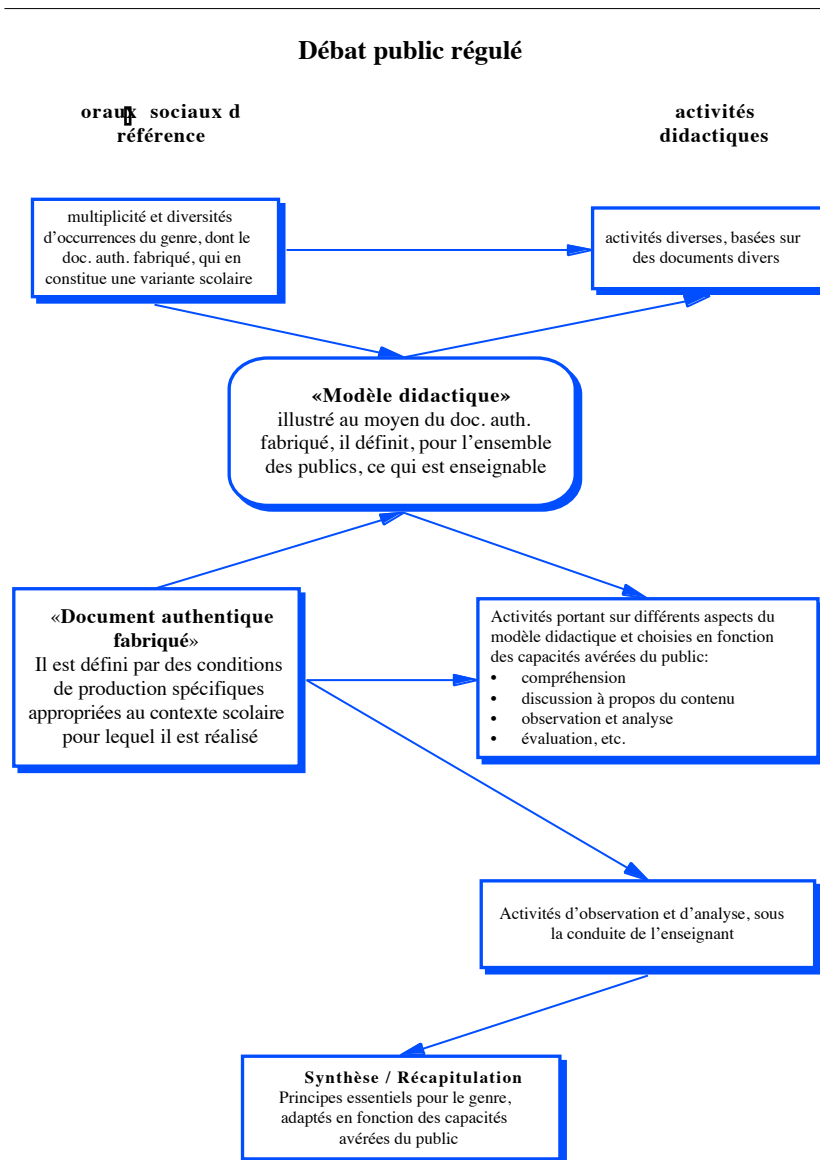 Débat public régulé
oraux sociaux d
référence
activités
didactiques
multiplicité et diversités
d’occurrences du genre, dont le
doc. auth. fabriqué, qui en
constitue une variante scolaire
activités diverses, basées sur
des documents divers
«Modèle didactique»
illustré au moyen du doc. auth.
fabriqué, il définit, pour l’ensemble
des publics, ce qui est enseignable
«Document authentique
fabriqué»
Il est défini par des conditions
de production spécifiques
appropriées au contexte scolaire
pour lequel il est réalisé
Activités portant sur différents aspects du
modèle didactique et choisies en fonction
des capacités avérées du public:
• compréhension
• discussion à propos du contenu
• observation et analyse
• évaluation, etc.
Activités d’observation et d’analyse, sous
la conduite de l’enseignant
Synthèse / Récapitulation
Principes essentiels pour le genre,
adaptés en fonction des capacités
avérées du public